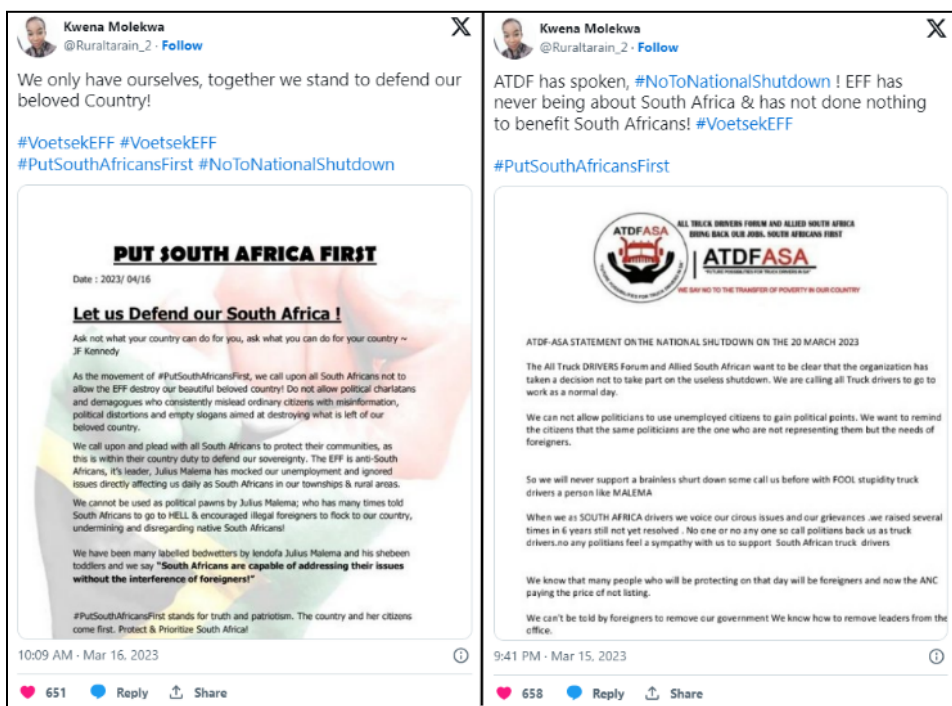 Kwena Molekwa
@Ruraltarain_2 · Follow
We only have ourselves, together we stand to defend our
beloved Country!
#VoetsekEFF #VoetsekEFF
#PutSouthAfricansFirst #NoToNationalShutdown
PUT SOUTH AFRICA FIRST
Date : 2023/ 04/16
Let us Defend our South Africa !
Ask not what your country can do for you, ask what you can do for your country ~
JF Kennedy
As the movement of #PutSouthAfricansFirst, we call upon all South Africans not to
allow the EFF destroy our beautiful beloved country! Do not allow political charlatans
and demagogues who consistently mislead ordinary citizens with misinformation,
political distortions and empty slogans aimed at destroying what is left of our
beloved country.
We call upon and plead with all South Africans to protect their communities, as
this is within their country duty to defend our sovereignty. The EFF is anti-South
Africans, it's leader, Julius Malema has mocked our unemployment and ignored
issues directly affecting us daily as South Africans in our townships & rural areas.
We cannot be used as political pawns by Julius Malema; who has many times told
South Africans to go to HELL & encouraged illegal foreigners to flock to our country,
undermining and disregarding native South Africans!
We have been many labelled bedwetters by lendofa Julius Malema and his shebeen
toddlers and we say "South Africans are capable of addressing their issues
without the interference of foreigners!"
#PutSouthAfricansFirst stands for truth and patriotism. The country and her citizens
come first. Protect & Prioritize South Africa!
10:09 AM · Mar 16, 2023
651 Reply Share
Kwena Molekwa
@Ruraltarain_2 · Follow
ATDF has spoken, #NoToNationalShutdown ! EFF has
never being about South Africa & has not done nothing
to benefit South Africans! #VoetsekEFF
#PutSouthAfricansFirst
ATDFASA
ALL TRUCK DRIVERS FORUM AND ALLIED SOUTH AFRICA
BRING BACK OUR JOBS, SOUTH AFRICANS FIRST
ATDFASA
"FUTURE POSSIBILITIES FOR TRUCK DRIVERS IN SA"
WE SAY NO TO THE TRANSFER OF POVERTY IN OUR COUNTRY
ATDF-ASA STATEMENT ON THE NATIONAL SHUTDOWN ON THE 20 MARCH 2023
The All Truck DRIVERS Forum and Allied South African want to be clear that the organization has
taken a decision not to take part on the useless shutdown. We are calling all Truck drivers to go to
work as a normal day.
We can not allow politicians to use unemployed citizens to gain political points. We want to remind
the citizens that the same politicians are the one who are not representing them but the needs of
foreigners.
So we will never support a brainless shurt down some call us before with FOOL stupidity truck
drivers a person like MALEMA
When we as SOUTH AFRICA drivers we voice our cirous issues and our grievances .we raised several
times in 6 years still not yet resolved . No one or no any one so call politians back us as truck
drivers.no any politians feel a sympathy with us to support South African truck drivers
We know that many people who will be protecting on that day will be foreigners and now the ANC
paying the price of not listing.
We can't be told by foreigners to remove our government We know how to remove leaders from the
office.
9:41 PM · Mar 15, 2023
658 Reply Share